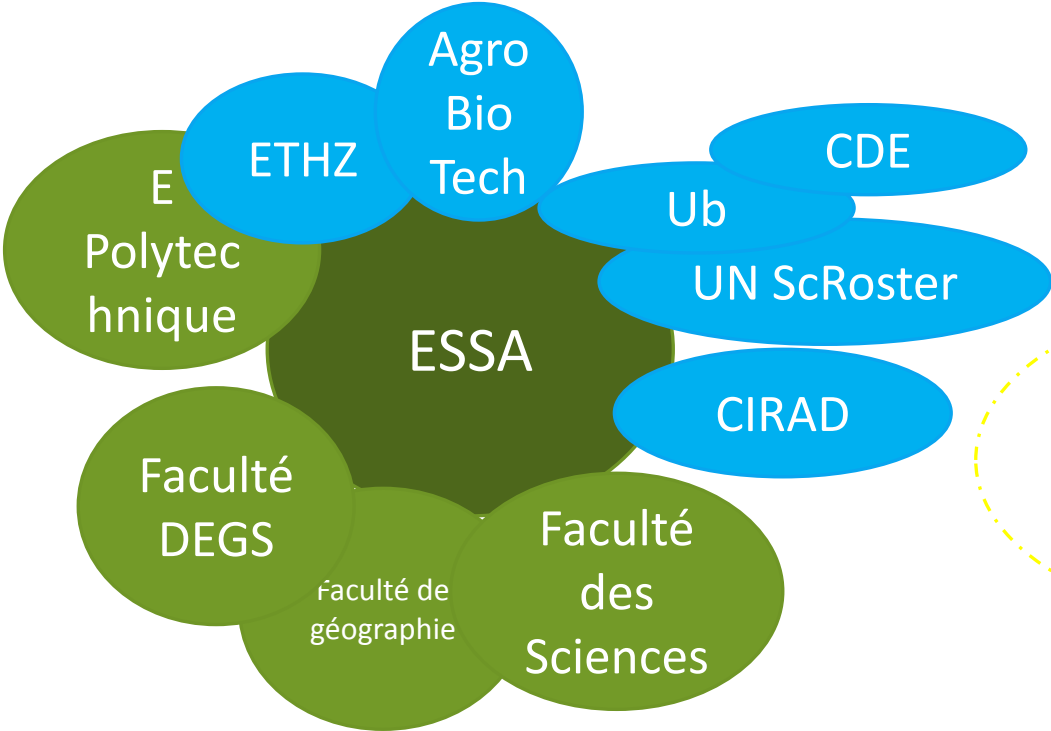 Agro
Bio
Tech
ETHZ
CDE
E
Polytec
hnique
Ub
UN ScRoster
ESSA
CIRAD
Faculté
DEGS
Faculté de
géographie
Faculté
des
Sciences